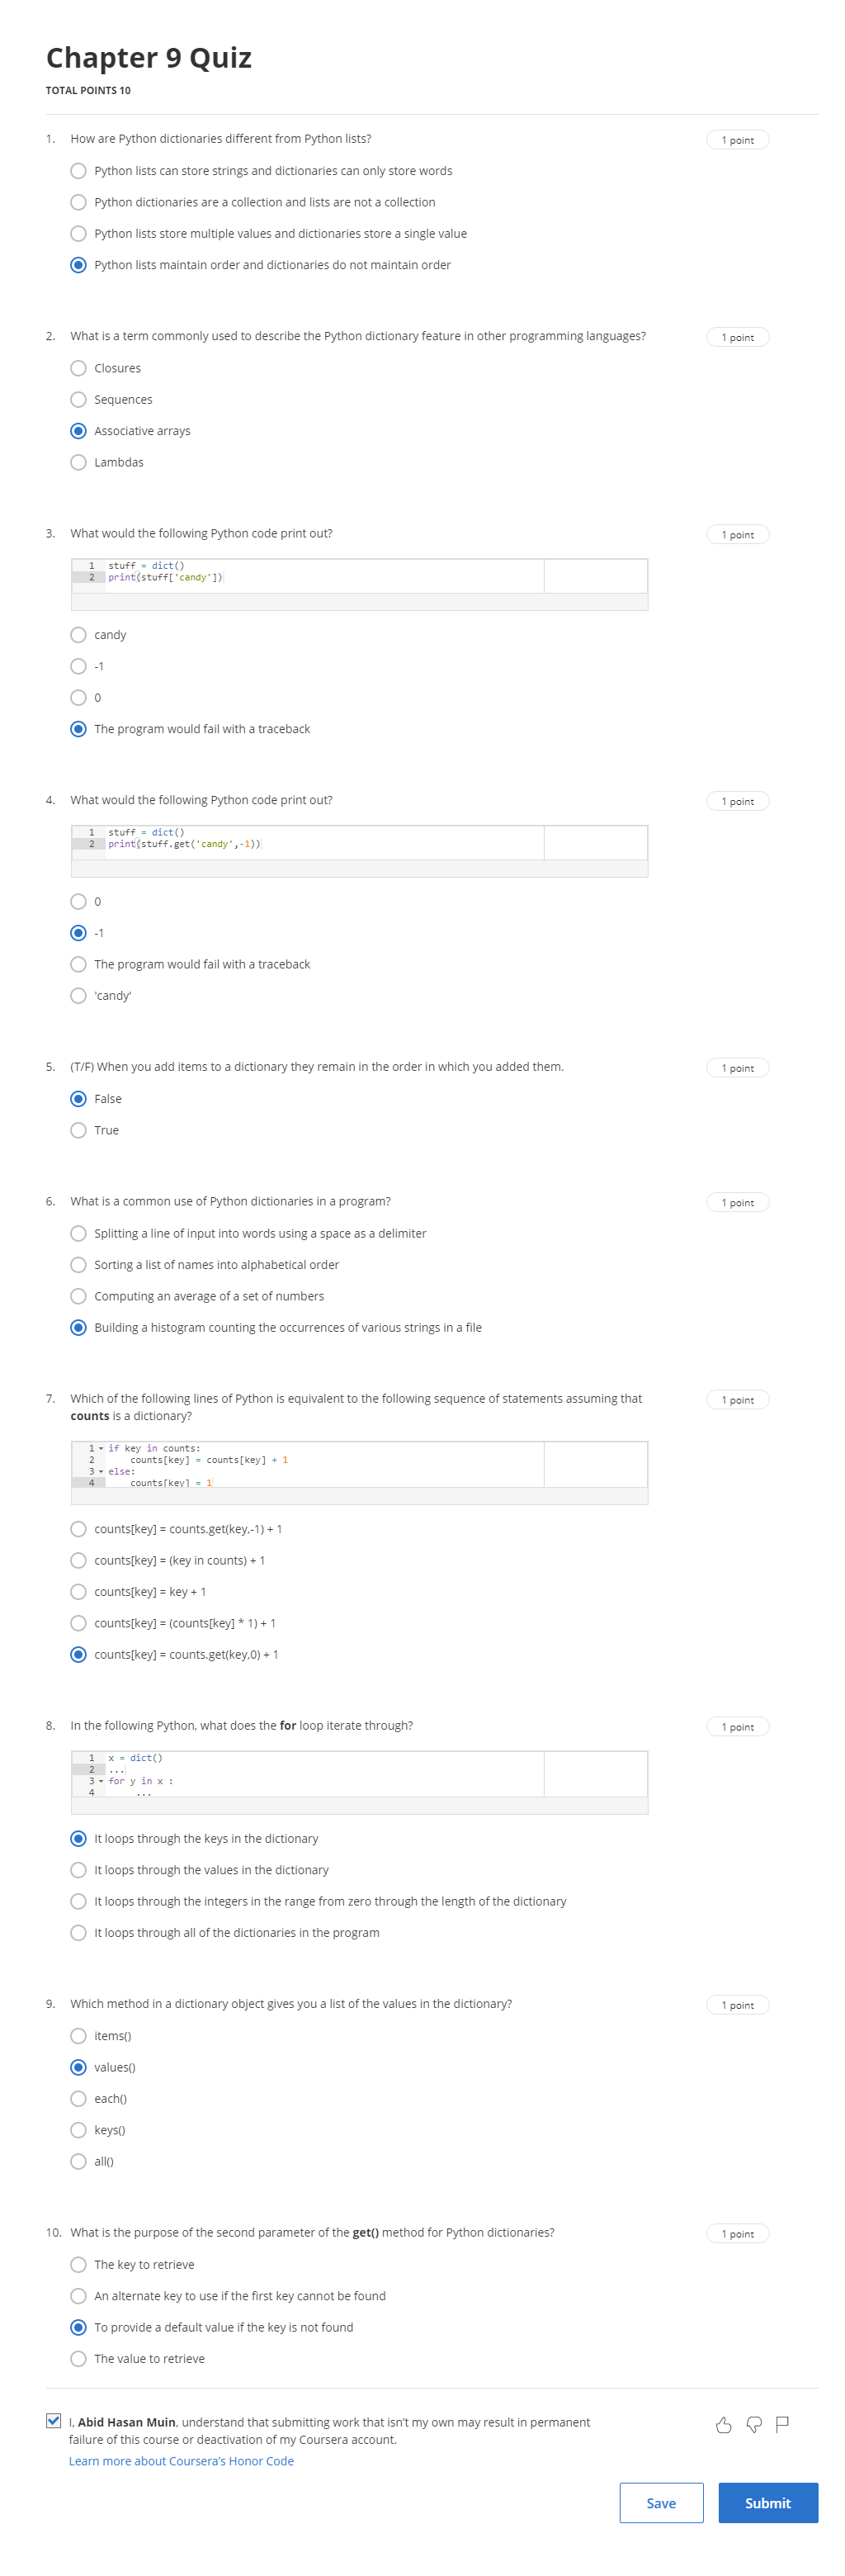 Chapter 9 Quiz
TOTAL POINTS 10
1. How are Python dictionaries different from Python lists? 1 point
Python lists can store strings and dictionaries can only store words
Python dictionaries are a collection and lists are not a collection
Python lists store multiple values and dictionaries store a single value
Python lists maintain order and dictionaries do not maintain order
2. What is a term commonly used to describe the Python dictionary feature in other programming languages? 1 point
Closures
Sequences
Associative arrays
Lambdas
3. What would the following Python code print out? 1 point
1 stuff = dict()
2 print(stuff['candy'])
candy
-1
0
The program would fail with a traceback
4. What would the following Python code print out? 1 point
1 stuff = dict()
2 print(stuff.get('candy',-1))
0
-1
The program would fail with a traceback
'candy'
5. (T/F) When you add items to a dictionary they remain in the order in which you added them. 1 point
False
True
6. What is a common use of Python dictionaries in a program? 1 point
Splitting a line of input into words using a space as a delimiter
Sorting a list of names into alphabetical order
Computing an average of a set of numbers
Building a histogram counting the occurrences of various strings in a file
7. Which of the following lines of Python is equivalent to the following sequence of statements assuming that 1 point
counts is a dictionary?
1 if key in counts:
2 counts[key] = counts[key] + 1
3 else:
4 counts[key] = 1
counts[key] = counts.get(key,-1) + 1
counts[key] = (key in counts) + 1
counts[key] = key + 1
counts[key] = (counts[key] * 1) + 1
counts[key] = counts.get(key,0) + 1
8. In the following Python, what does the for loop iterate through? 1 point
1 x = dict()
2 ...
3 for y in x :
4 ...
It loops through the keys in the dictionary
It loops through the values in the dictionary
It loops through the integers in the range from zero through the length of the dictionary
It loops through all of the dictionaries in the program
9. Which method in a dictionary object gives you a list of the values in the dictionary? 1 point
items()
values()
each()
keys()
all()
10. What is the purpose of the second parameter of the get() method for Python dictionaries? 1 point
The key to retrieve
An alternate key to use if the first key cannot be found
To provide a default value if the key is not found
The value to retrieve
I, Abid Hasan Muin, understand that submitting work that isn't my own may result in permanent
failure of this course or deactivation of my Coursera account.
Learn more about Coursera's Honor Code
Save Submit